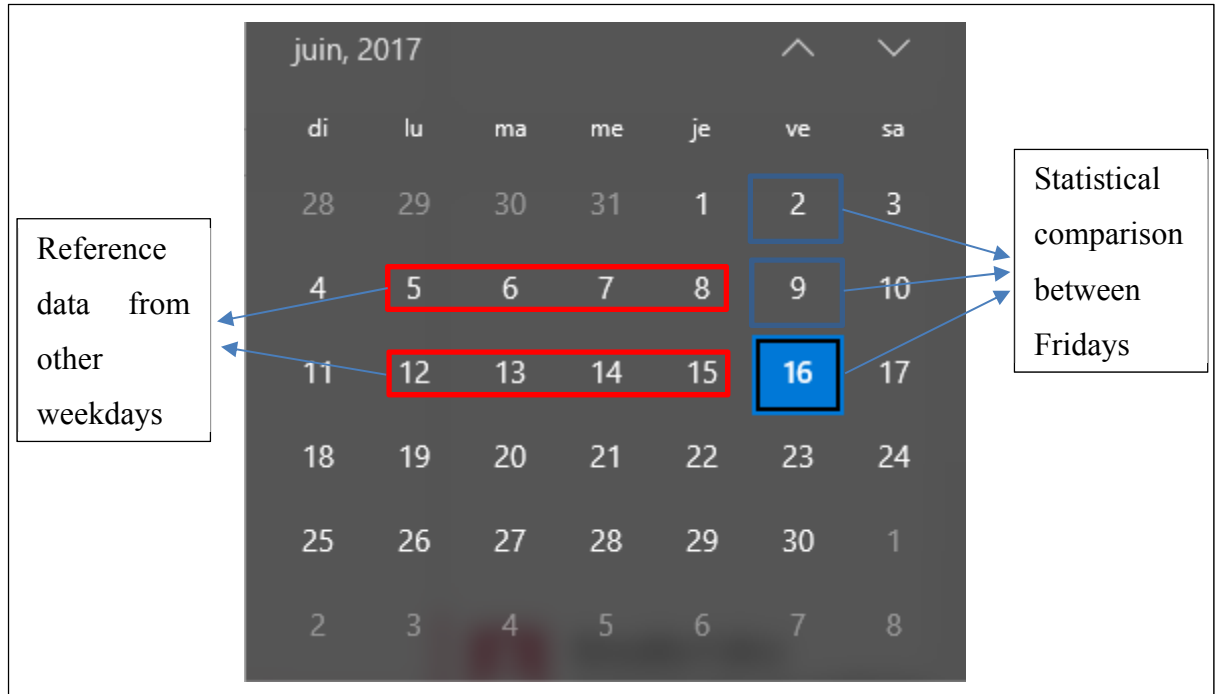 juin, 2017
di lu ma me je ve sa
28 29 30 31 1 2 3
4 5 6 7 8 9 10
11 12 13 14 15 16 17
18 19 20 21 22 23 24
25 26 27 28 29 30 1
2 3 4 5 6 7 8
Reference
data from
other
weekdays
Statistical
comparison
between
Fridays